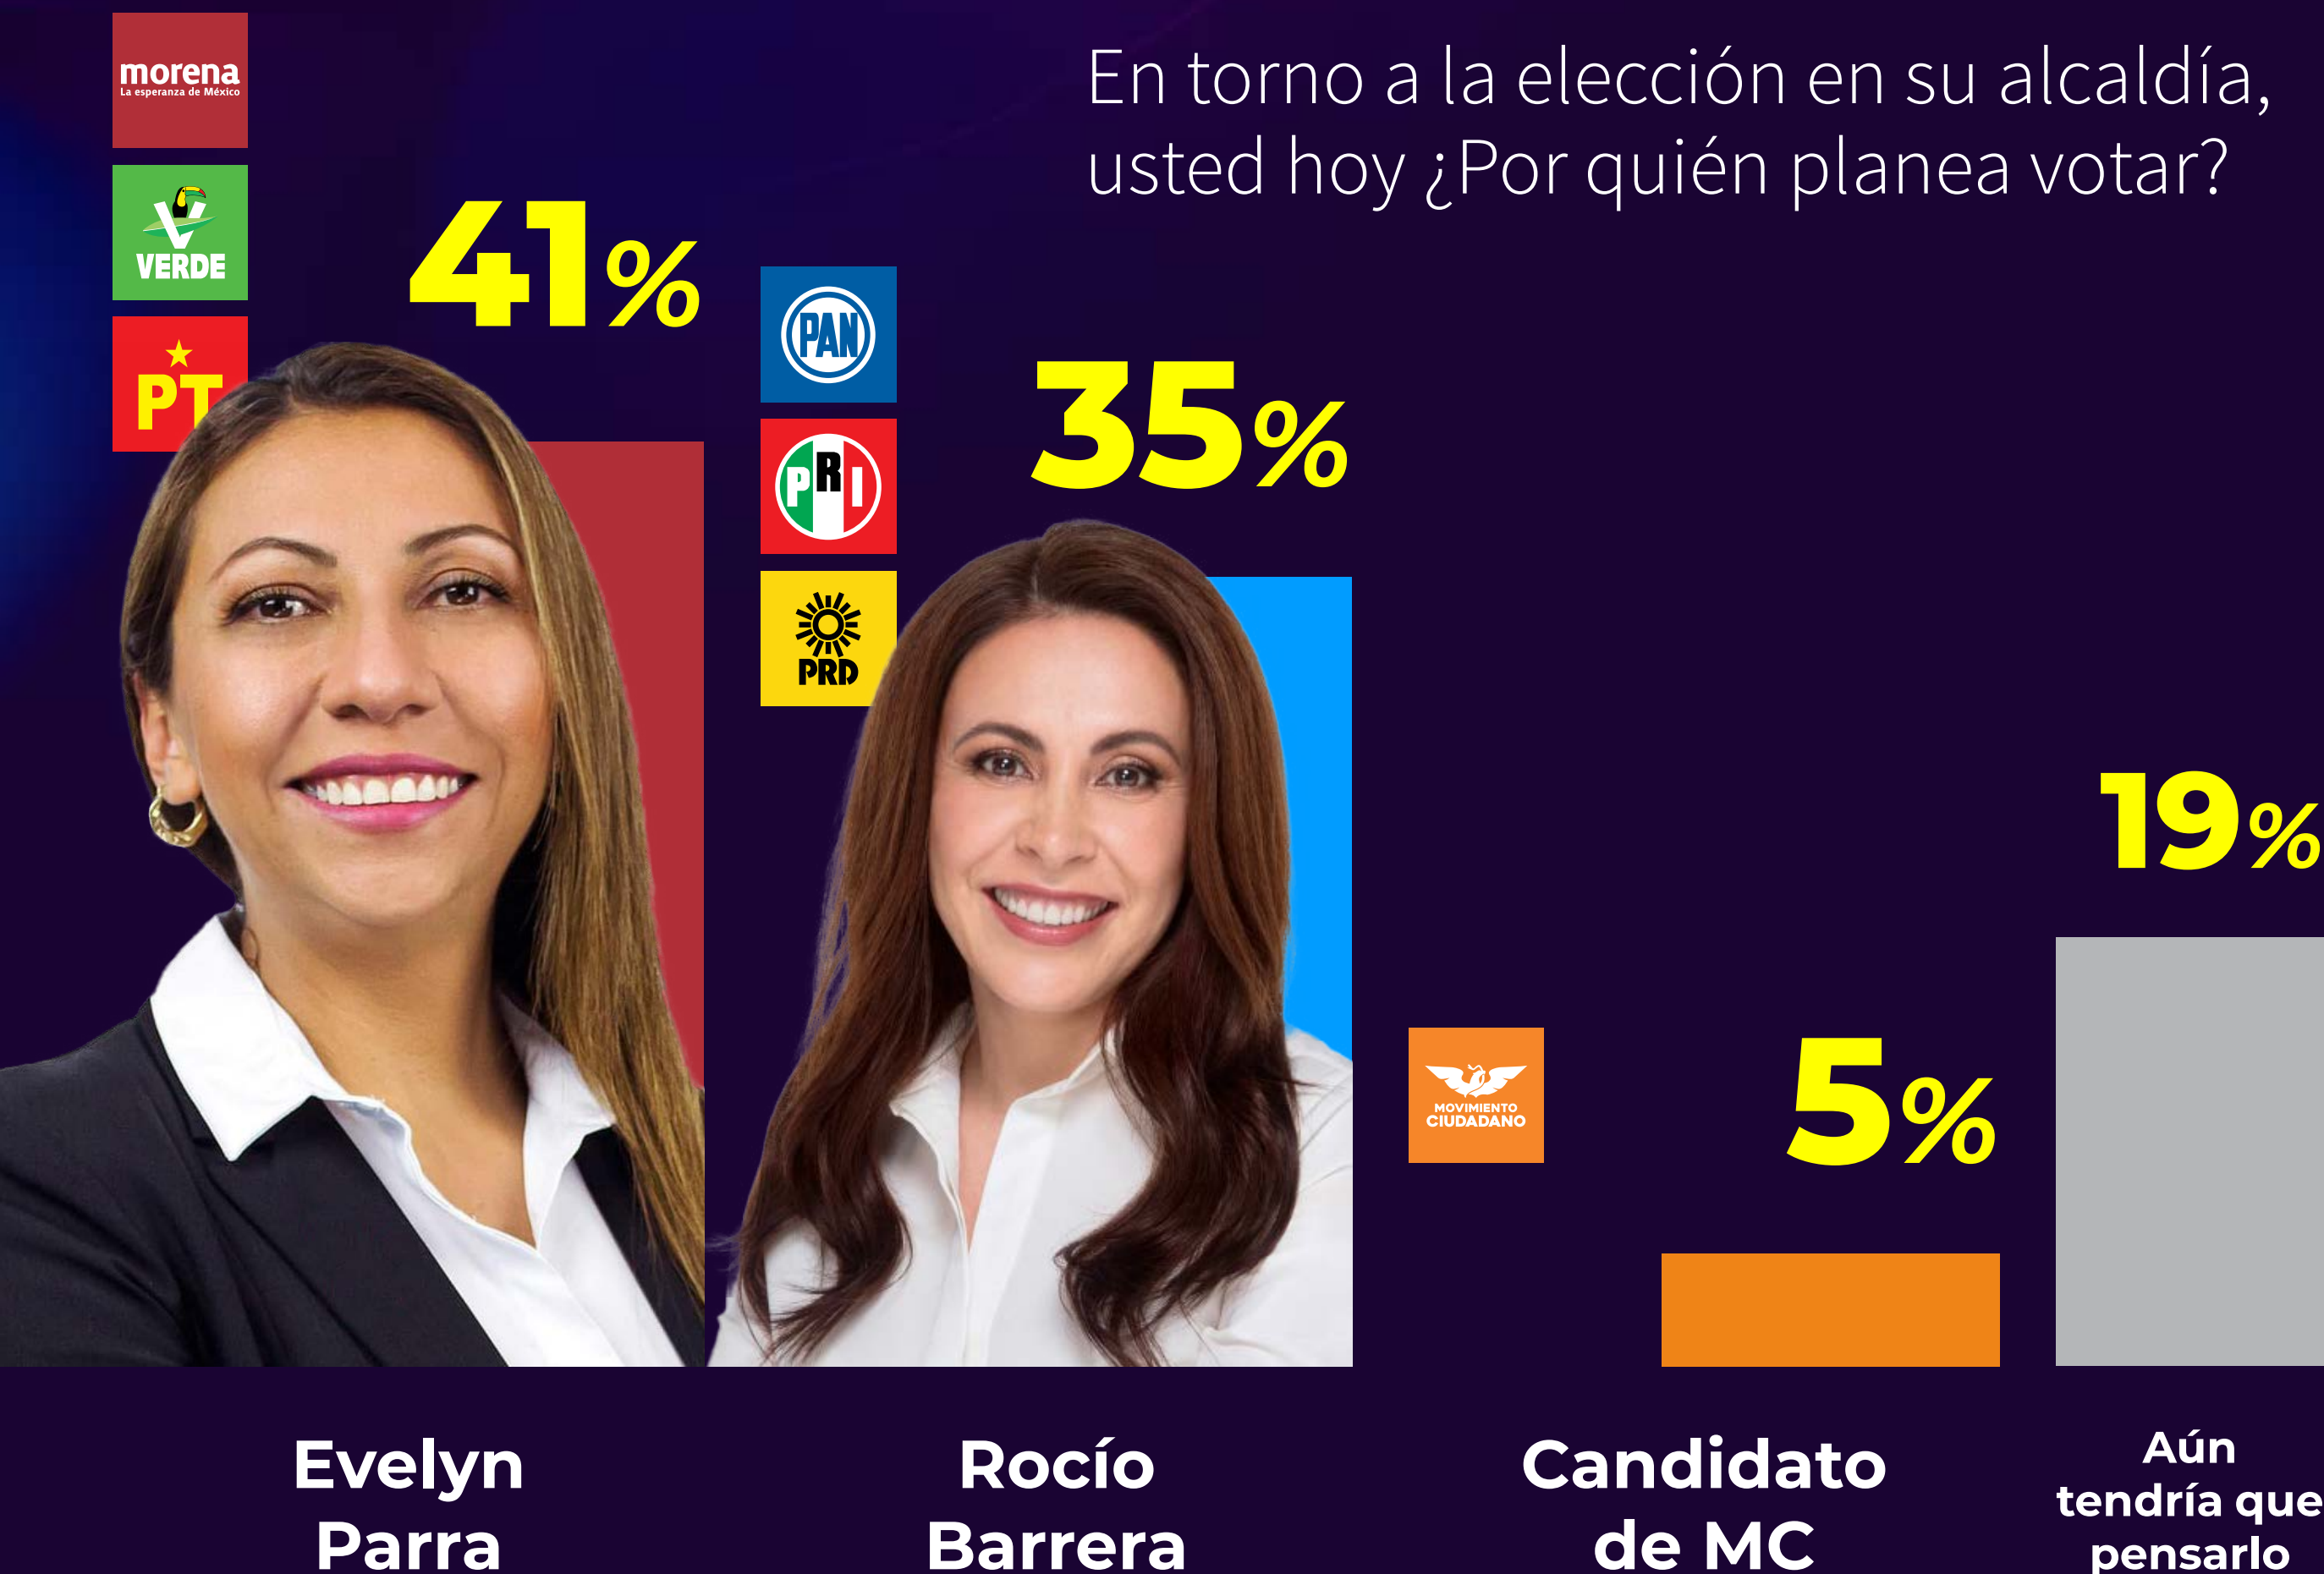 En torno a la elección en su alcaldía,
usted hoy ¿Por quién planea votar?
morena
La esperanza de México
VERDE
PT
41%
PAN
PRI
PRD
35%
MOVIMIENTO
CIUDADANO
5%
19%
Evelyn
Parra
Rocío
Barrera
Candidato
de MC
Aún
tendría que
pensarlo